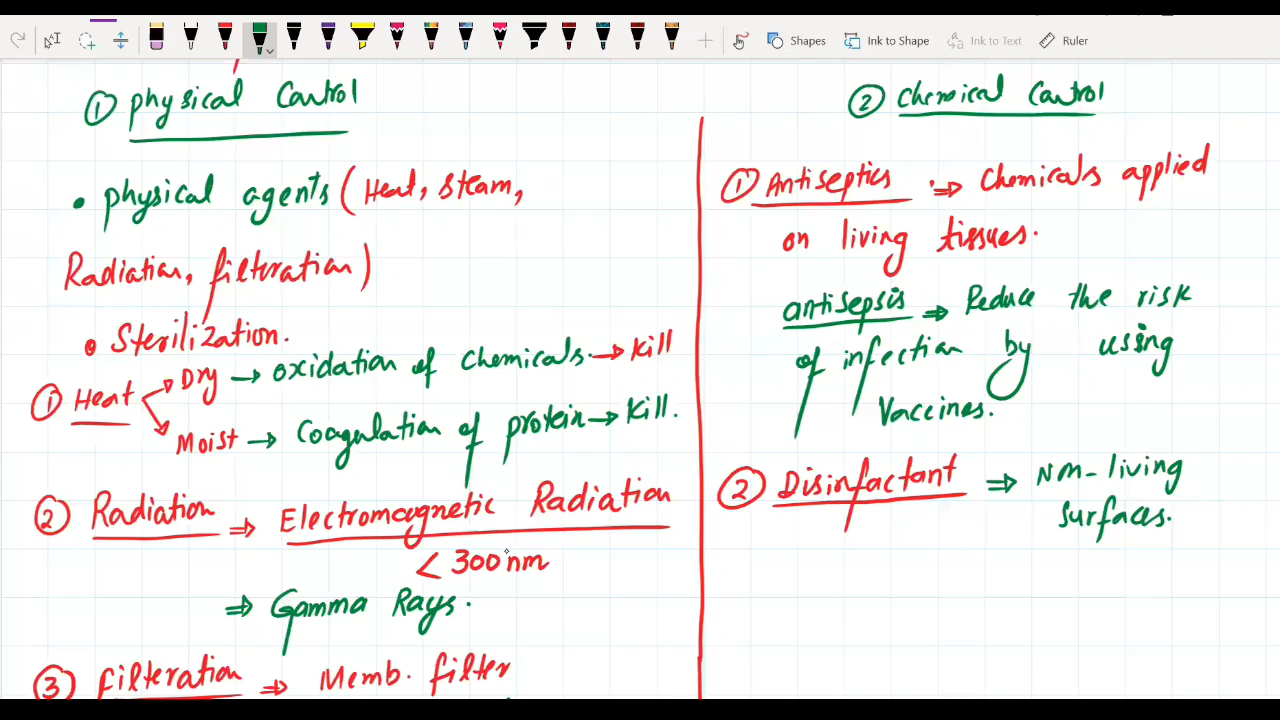 Shapes
Ink to Shape
Ink to Text
Ruler
① physical Control
• physical agents (Heat, Steam,
Radiation, filteration)
• Sterilization.
① Heat → Dry → oxidation of chemicals → Kill
→ Moist → Coagulation of protein → Kill.
② Radiation ⇒ Electromagnetic Radiation
< 300 nm
⇒ Gamma Rays.
③ filteration ⇒ Memb. filter
② Chemical Control
① Antiseptics ⇒ Chemicals applied
on living tissues.
antisepsis ⇒ Reduce the risk
of infection by using
Vaccines.
② Disinfactant ⇒ Non-living
surfaces.